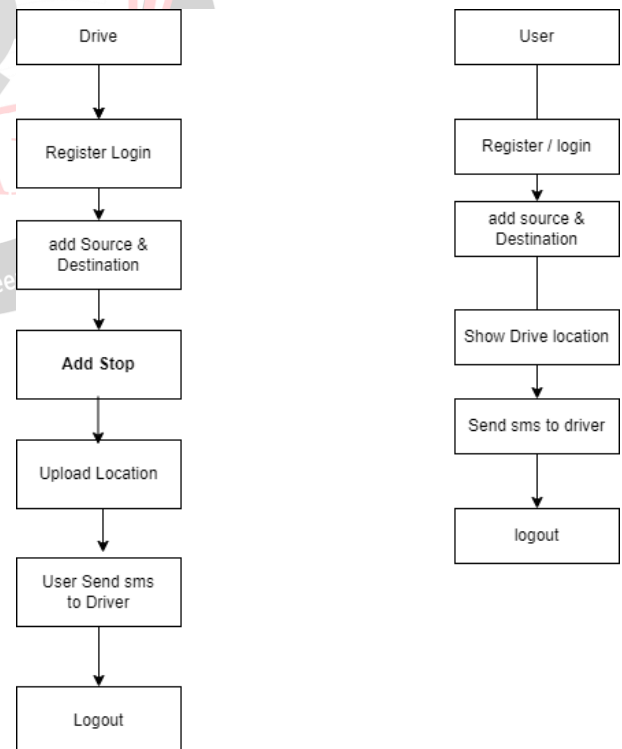 Drive
Register Login
add Source &
Destination
Add Stop
Upload Location
User Send sms
to Driver
Logout
User
Register / login
add source &
Destination
Show Drive location
Send sms to driver
logout